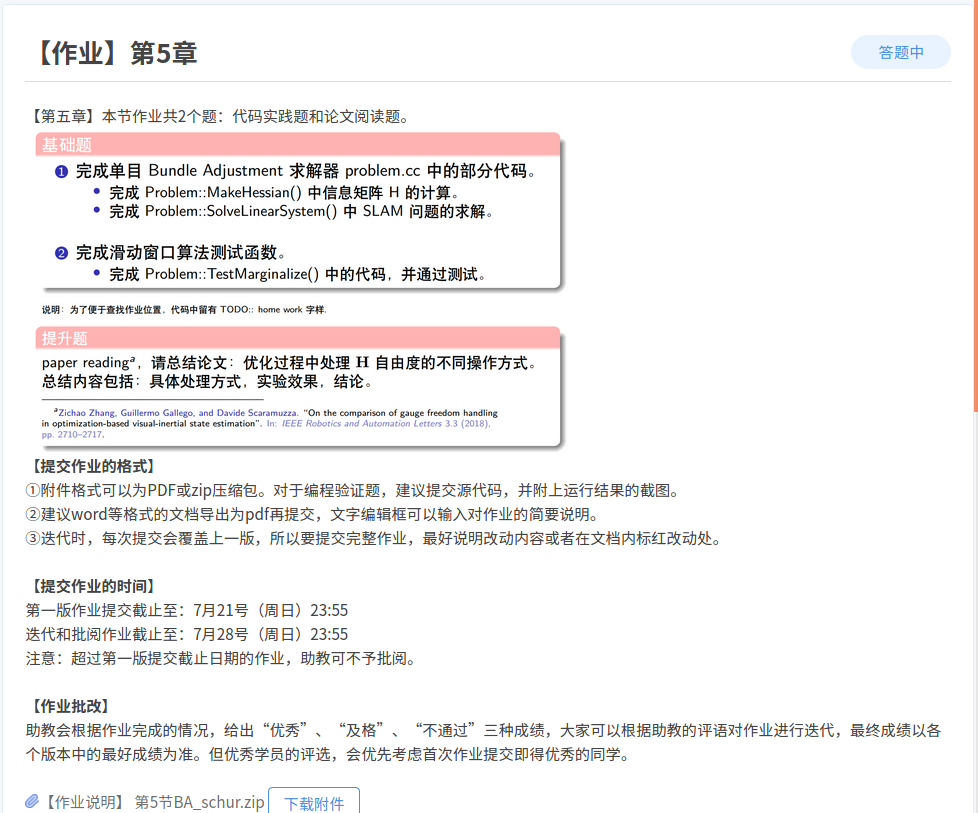 【作业】第5章
答题中
【第五章】本节作业共2个题：代码实践题和论文阅读题。
基础题
1 完成单目 Bundle Adjustment 求解器 problem.cc 中的部分代码。
• 完成 Problem::MakeHessian() 中信息矩阵 H 的计算。
• 完成 Problem::SolveLinearSystem() 中 SLAM 问题的求解。
2 完成滑动窗口算法测试函数。
• 完成 Problem::TestMarginalize() 中的代码，并通过测试。
说明：为了便于查找作业位置，代码中留有 TODO:: home work 字样.
提升题
paper readingᵃ，请总结论文：优化过程中处理 H 自由度的不同操作方式。
总结内容包括：具体处理方式，实验效果，结论。
ᵃZichao Zhang, Guillermo Gallego, and Davide Scaramuzza. “On the comparison of gauge freedom handling
in optimization-based visual-inertial state estimation”. In: IEEE Robotics and Automation Letters 3.3 (2018),
pp. 2710–2717.
【提交作业的格式】
①附件格式可以为PDF或zip压缩包。对于编程验证题，建议提交源代码，并附上运行结果的截图。
②建议word等格式的文档导出为pdf再提交，文字编辑框可以输入对作业的简要说明。
③迭代时，每次提交会覆盖上一版，所以要提交完整作业，最好说明改动内容或者在文档内标红改动处。
【提交作业的时间】
第一版作业提交截止至：7月21号（周日）23:55
迭代和批阅作业截止至：7月28号（周日）23:55
注意：超过第一版提交截止日期的作业，助教可不予批阅。
【作业批改】
助教会根据作业完成的情况，给出“优秀”、“及格”、“不通过”三种成绩，大家可以根据助教的评语对作业进行迭代，最终成绩以各
个版本中的最好成绩为准。但优秀学员的评选，会优先考虑首次作业提交即得优秀的同学。
【作业说明】 第5节BA_schur.zip 下载附件